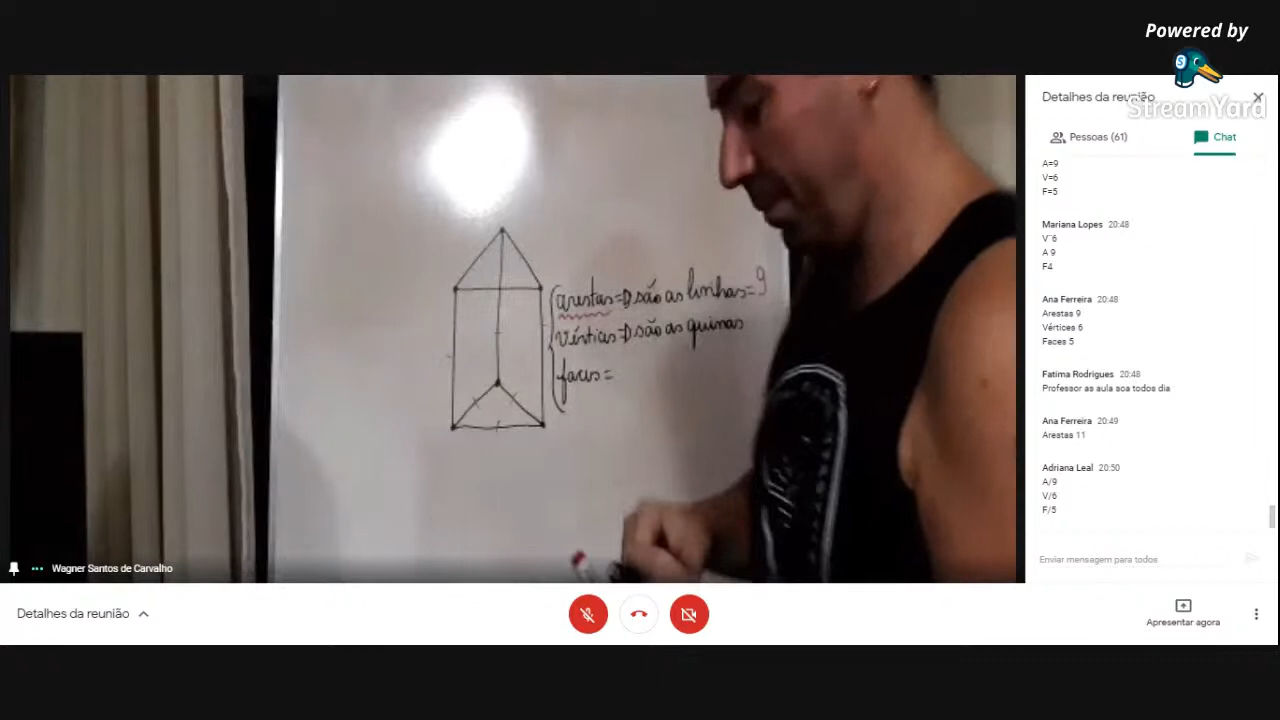 Powered by
StreamYard
Detalhes da reunião
Pessoas (61)
Chat
A=9
V=6
F=5
Mariana Lopes 20:48
V¨6
A 9
F4
Ana Ferreira 20:48
Arestas 9
Vértices 6
Faces 5
Fatima Rodrigues 20:48
Professor as aula soa todos dia
Ana Ferreira 20:49
Arestas 11
Adriana Leal 20:50
A/9
V/6
F/5
Enviar mensagem para todos
arestas=D são as linhas=9
vértices=D são as quinas
faces=
Wagner Santos de Carvalho
Detalhes da reunião
Apresentar agora